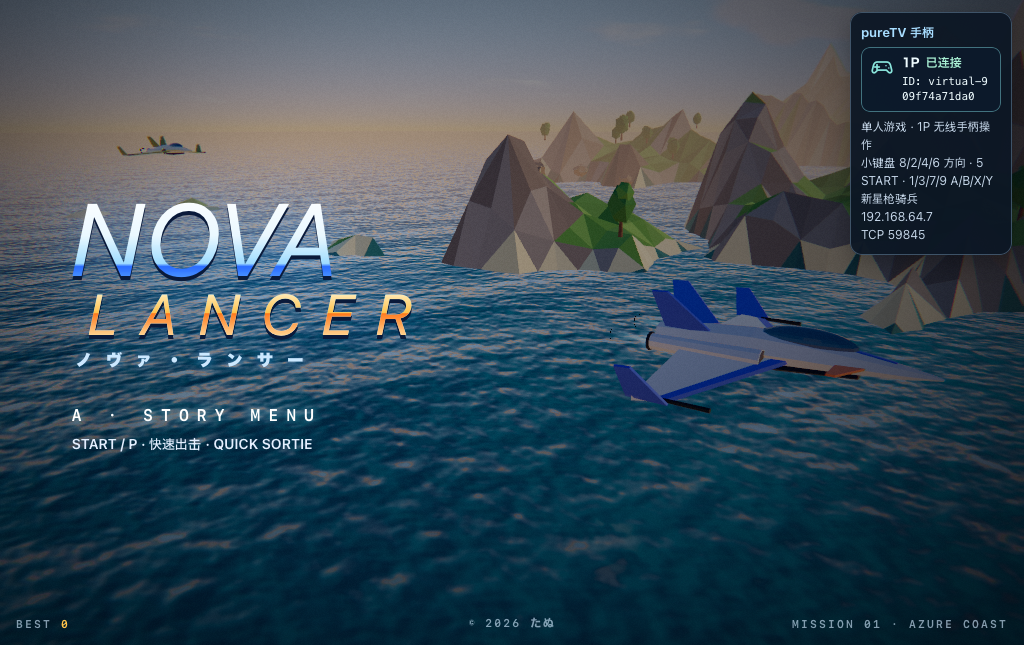 pureTV 手柄
1P 已连接
ID: virtual-9
09f74a71da0
单人游戏 · 1P 无线手柄操
作
小键盘 8/2/4/6 方向 · 5
START · 1/3/7/9 A/B/X/Y
新星枪骑兵
192.168.64.7
TCP 59845
NOVA
LANCER
ノヴァ・ランサー
A · STORY MENU
START / P · 快速出击 · QUICK SORTIE
BEST 0
© 2026 たぬ
MISSION 01 · AZURE COAST